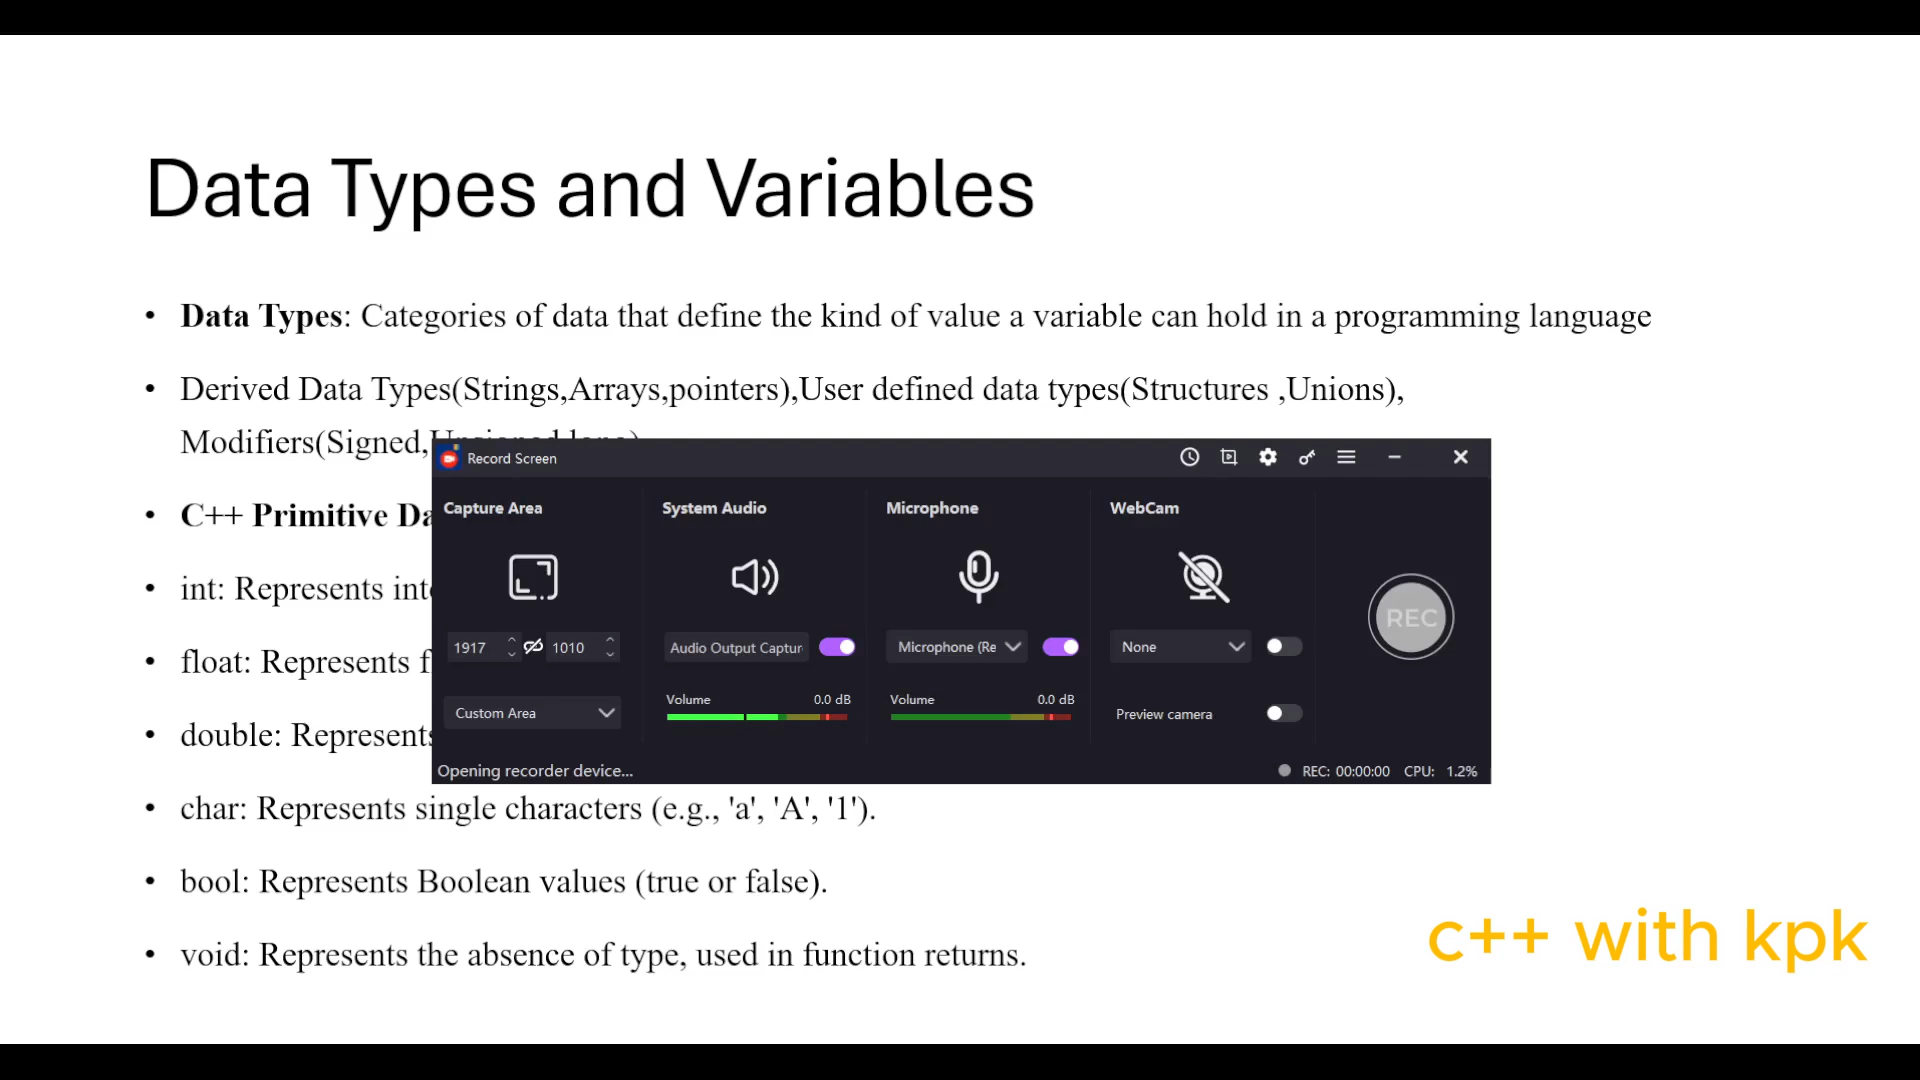 Data Types and Variables
• Data Types: Categories of data that define the kind of value a variable can hold in a programming language
• Derived Data Types(Strings,Arrays,pointers),User defined data types(Structures ,Unions),
Modifiers(Signed,
Record Screen
• C++ Primitive
Capture Area
System Audio
Microphone
WebCam
• int: Represents
REC
1917
1010
Audio Output Captur
Microphone (Re
None
• float: Represents
Volume 0.0 dB
Volume 0.0 dB
Custom Area
Preview camera
• double: Represents
Opening recorder device...
REC: 00:00:00 CPU: 1.2%
• char: Represents single characters (e.g., 'a', 'A', '1').
• bool: Represents Boolean values (true or false).
c++ with kpk
• void: Represents the absence of type, used in function returns.